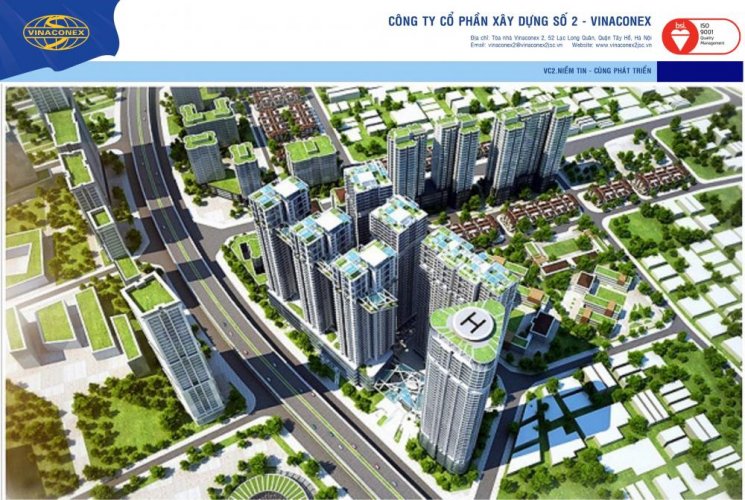 VINACONEX
CÔNG TY CỔ PHẦN XÂY DỰNG SỐ 2 - VINACONEX
Địa chỉ: Tòa nhà Vinaconex 2, 52 Lạc Long Quân, Quận Tây Hồ, Hà Nội
Email: vinaconex2@vinaconex2jsc.vn Website: www.vinaconex2jsc.vn
bsi.
ISO
9001
Quality
Management
VC2.NIỀM TIN - CÙNG PHÁT TRIỂN
H